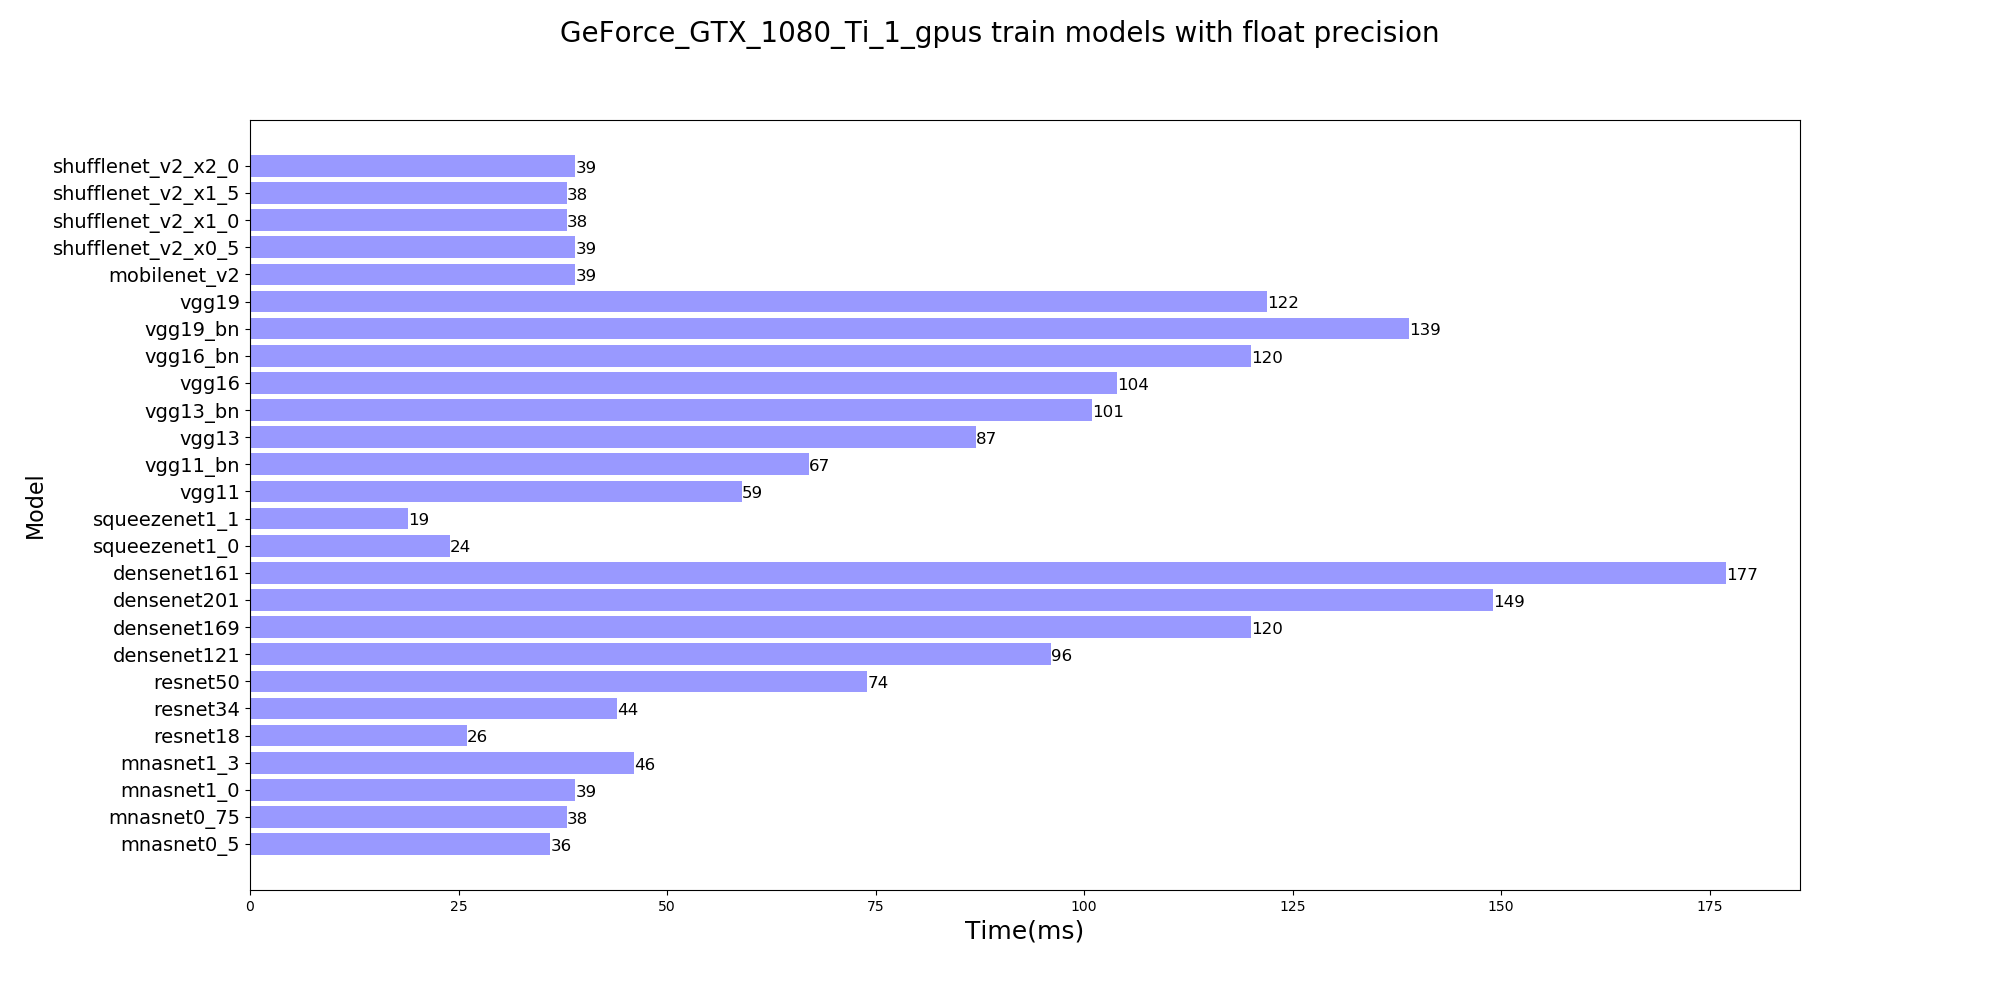 GeForce_GTX_1080_Ti_1_gpus train models with float precision
shufflenet_v2_x2_0 39
shufflenet_v2_x1_5 38
shufflenet_v2_x1_0 38
shufflenet_v2_x0_5 39
mobilenet_v2 39
vgg19 122
vgg19_bn 139
vgg16_bn 120
vgg16 104
vgg13_bn 101
vgg13 87
vgg11_bn 67
vgg11 59
squeezenet1_1 19
squeezenet1_0 24
densenet161 177
densenet201 149
densenet169 120
densenet121 96
resnet50 74
resnet34 44
resnet18 26
mnasnet1_3 46
mnasnet1_0 39
mnasnet0_75 38
mnasnet0_5 36
Model
0 25 50 75 100 125 150 175
Time(ms)